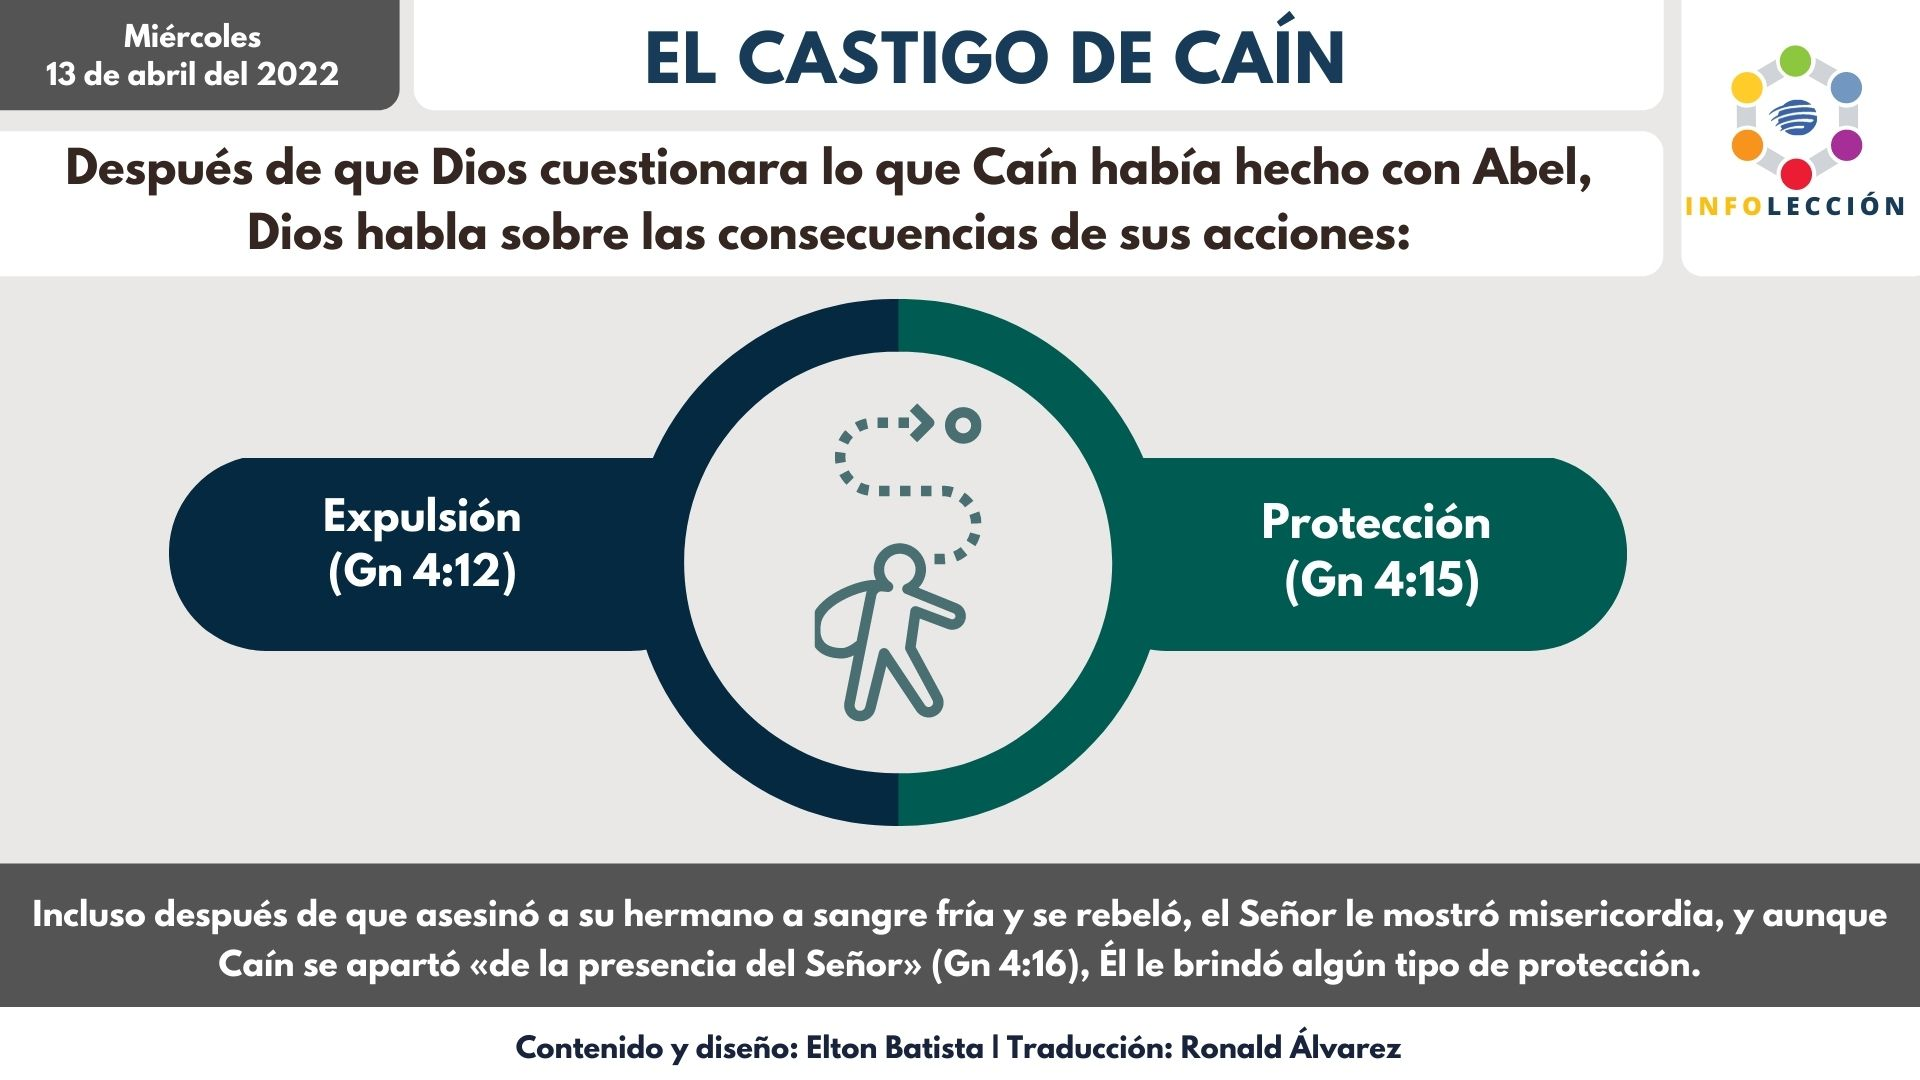 Miércoles
13 de abril del 2022
EL CASTIGO DE CAÍN
INFOLECCIÓN
Después de que Dios cuestionara lo que Caín había hecho con Abel,
Dios habla sobre las consecuencias de sus acciones:
Expulsión
(Gn 4:12)
Protección
(Gn 4:15)
Incluso después de que asesinó a su hermano a sangre fría y se rebeló, el Señor le mostró misericordia, y aunque
Caín se apartó «de la presencia del Señor» (Gn 4:16), Él le brindó algún tipo de protección.
Contenido y diseño: Elton Batista | Traducción: Ronald Álvarez